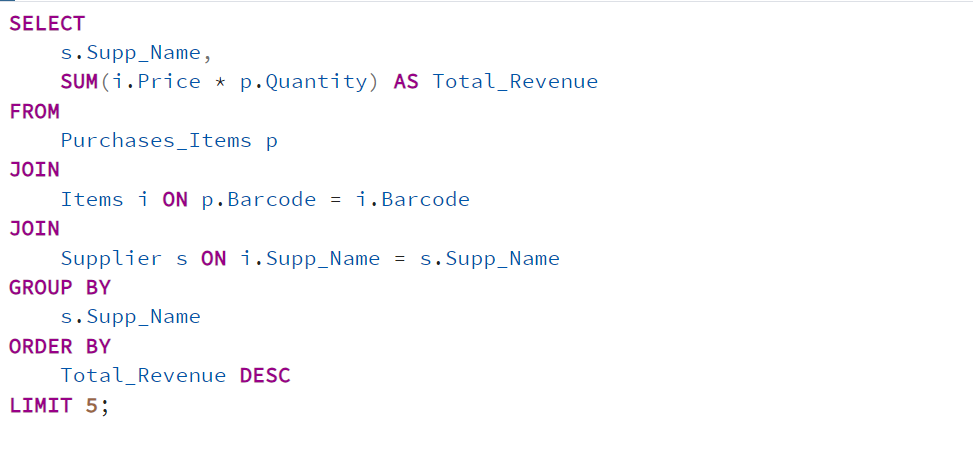 SELECT
    s.Supp_Name,
    SUM(i.Price * p.Quantity) AS Total_Revenue
FROM
    Purchases_Items p
JOIN
    Items i ON p.Barcode = i.Barcode
JOIN
    Supplier s ON i.Supp_Name = s.Supp_Name
GROUP BY
    s.Supp_Name
ORDER BY
    Total_Revenue DESC
LIMIT 5;